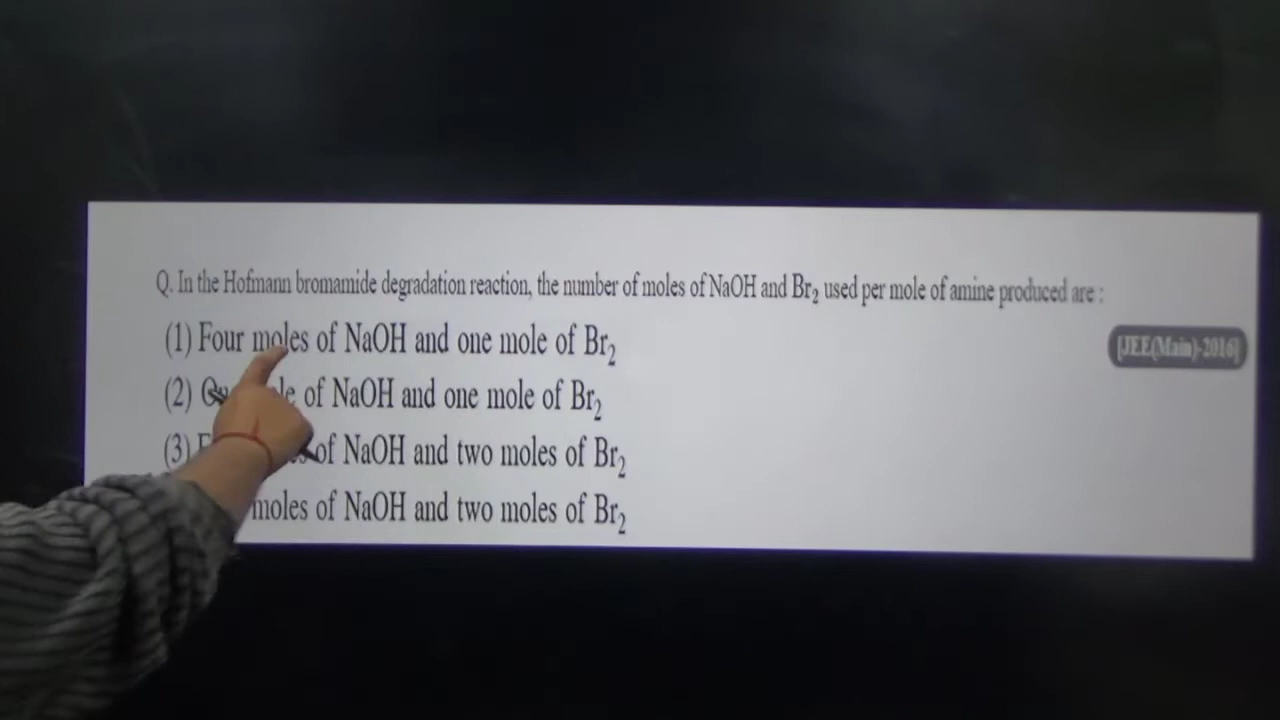 Q. In the Hofmann bromamide degradation reaction, the number of moles of NaOH and Br₂ used per mole of amine produced are :
(1) Four moles of NaOH and one mole of Br₂
[JEE(Main)-2016]
(2) of NaOH and one mole of Br₂
(3) of NaOH and two moles of Br₂
moles of NaOH and two moles of Br₂